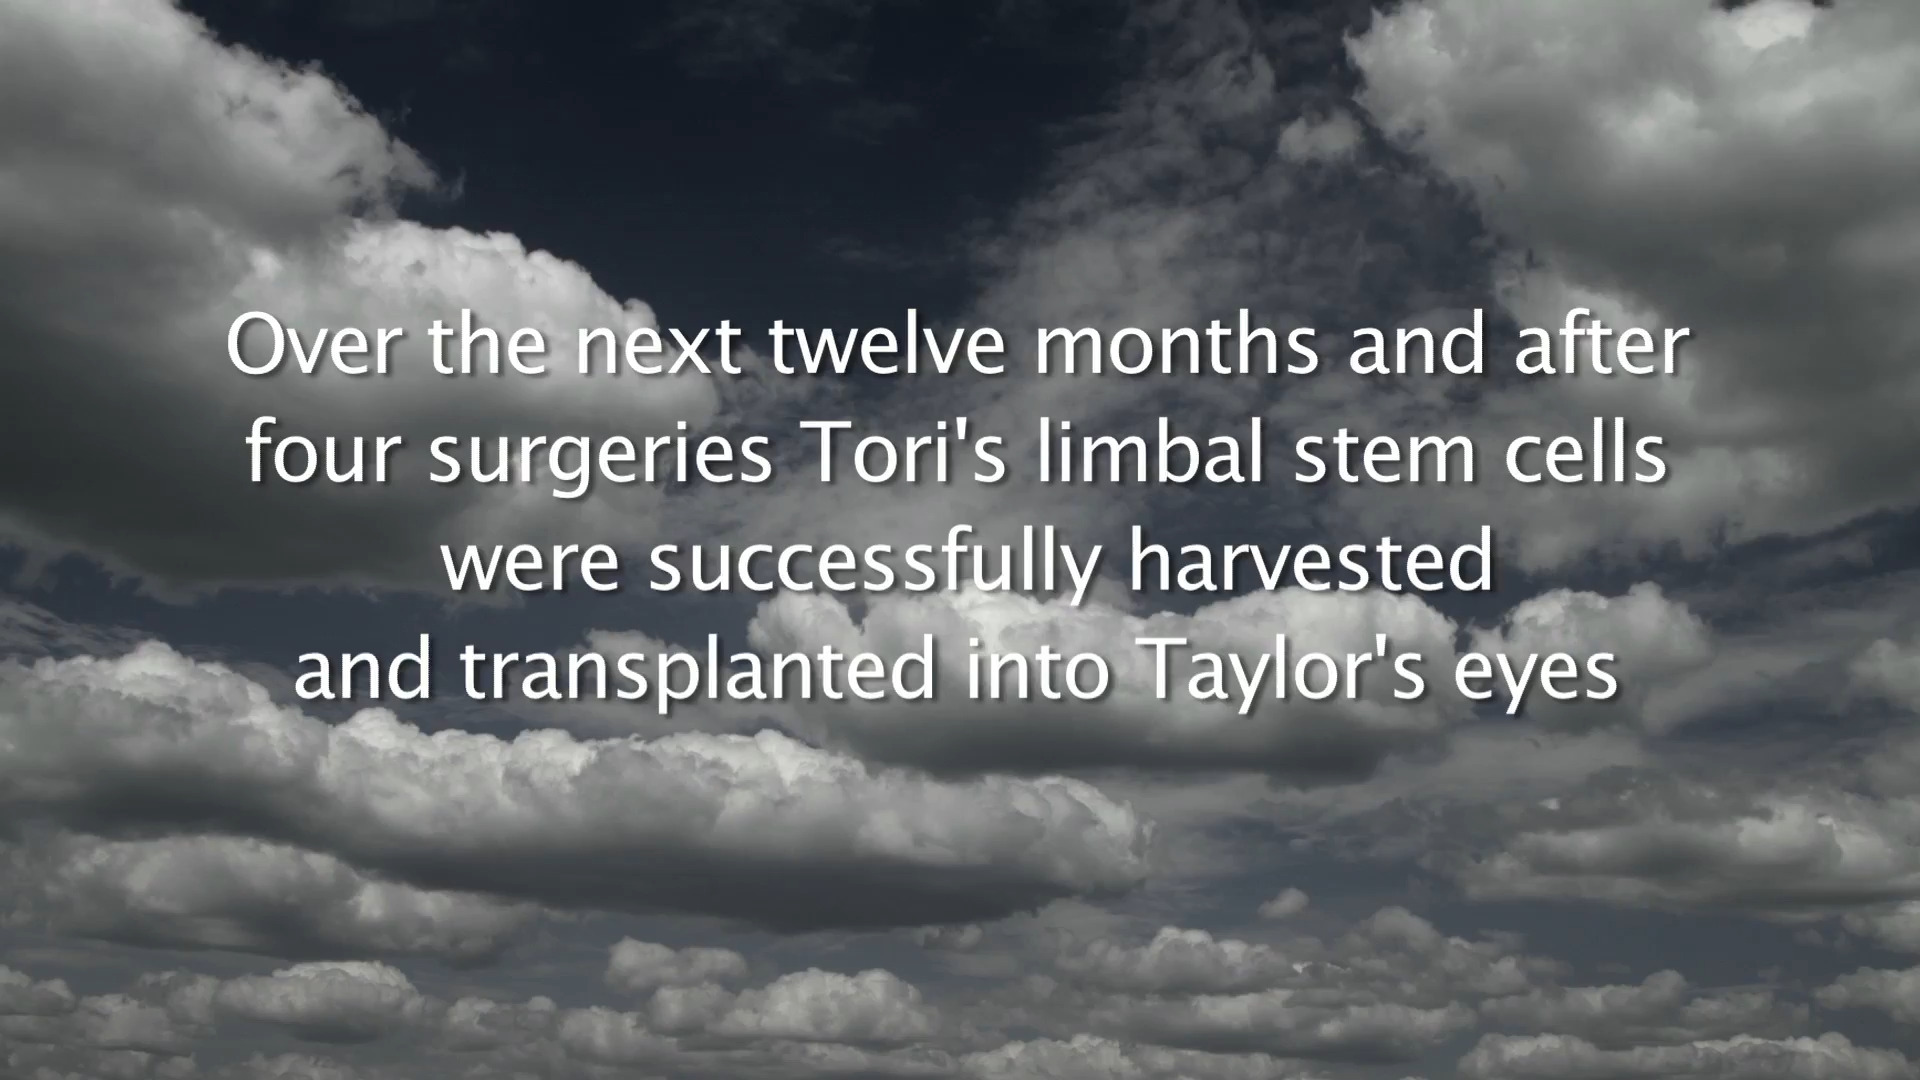 Over the next twelve months and after
four surgeries Tori's limbal stem cells
were successfully harvested
and transplanted into Taylor's eyes